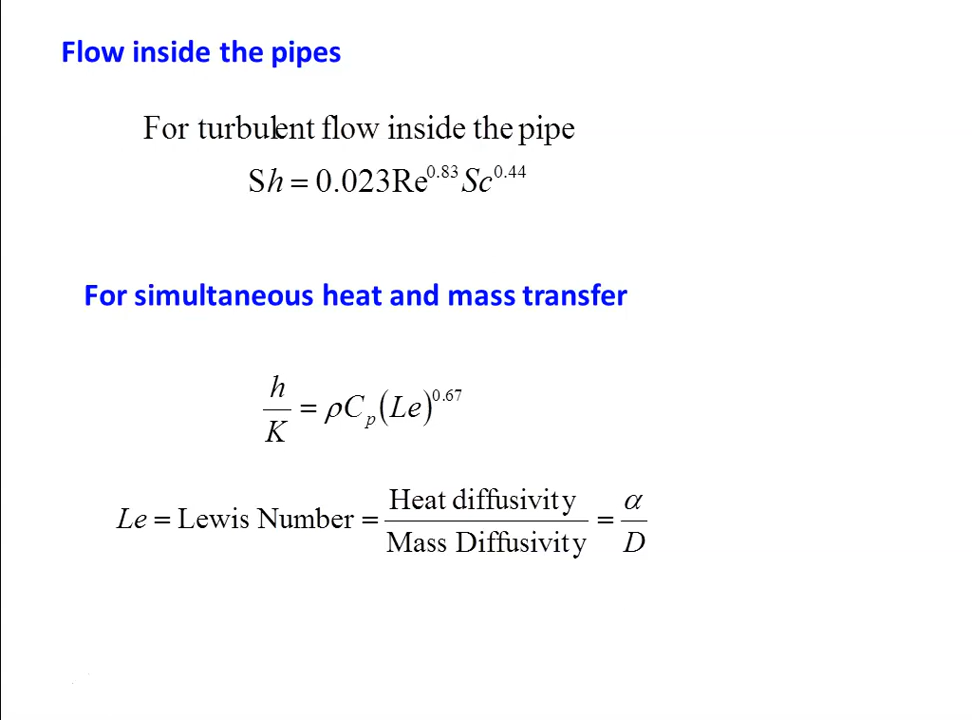 Flow inside the pipes
For turbulent flow inside the pipe
Sh = 0.023Re^0.83 Sc^0.44
For simultaneous heat and mass transfer
h/K = ρC_p(Le)^0.67
Le = Lewis Number = Heat diffusivity/Mass Diffusivity = α/D